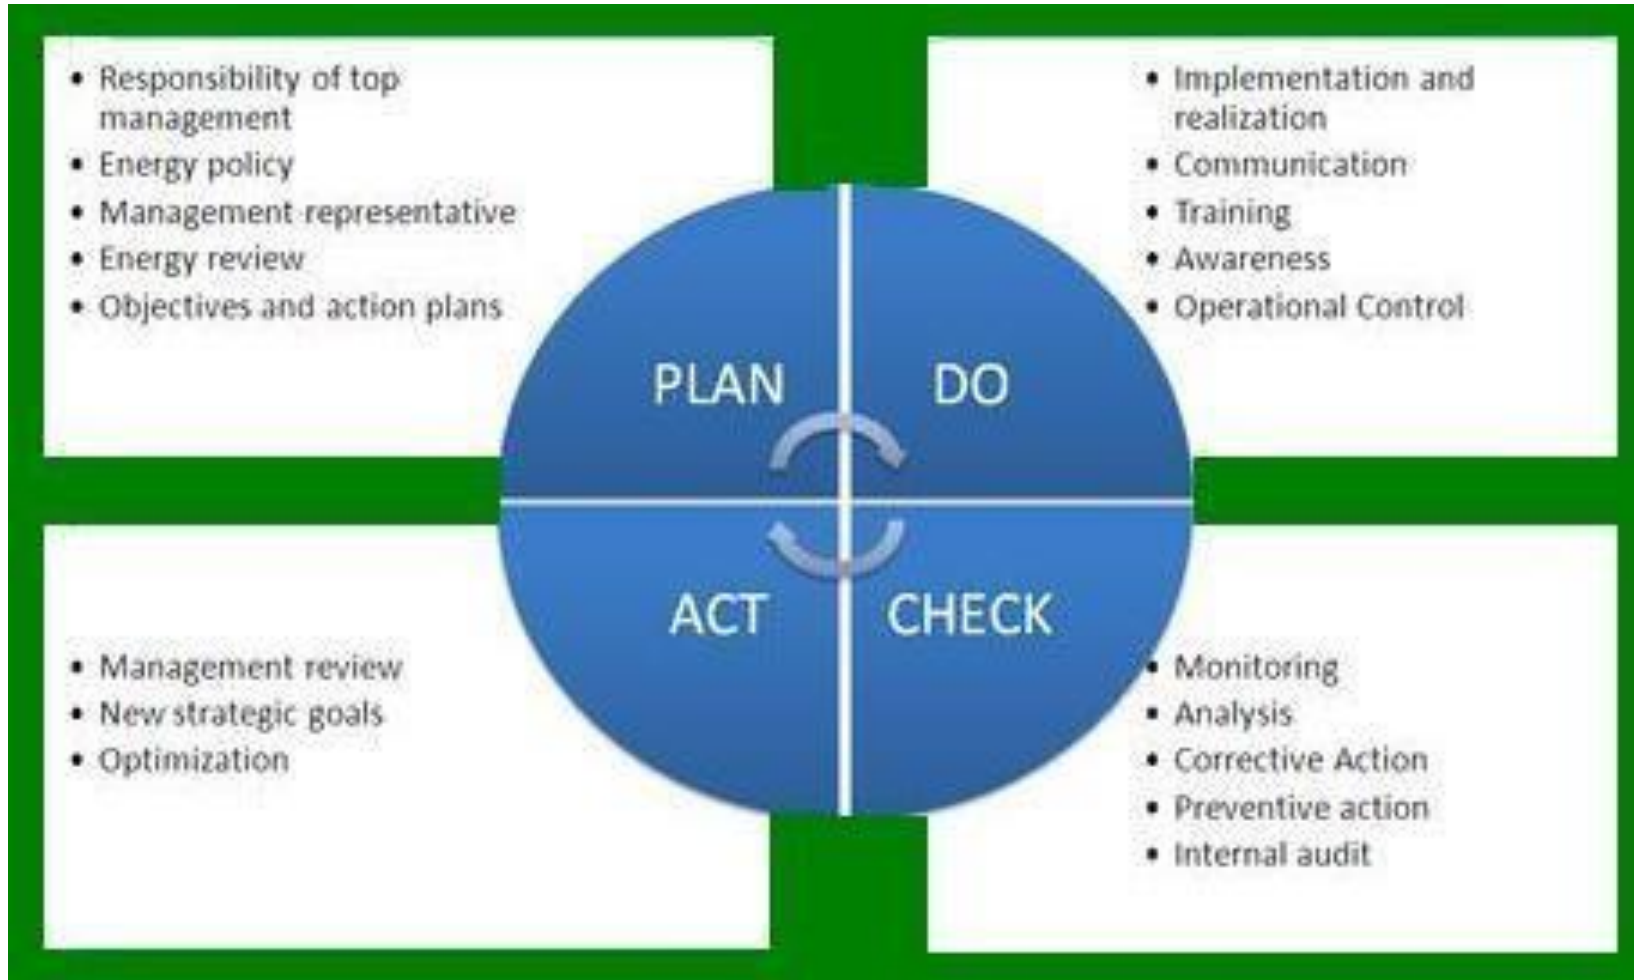 • Responsibility of top
management
• Energy policy
• Management representative
• Energy review
• Objectives and action plans
• Implementation and
realization
• Communication
• Training
• Awareness
• Operational Control
PLAN
DO
ACT
CHECK
• Management review
• New strategic goals
• Optimization
• Monitoring
• Analysis
• Corrective Action
• Preventive action
• Internal audit